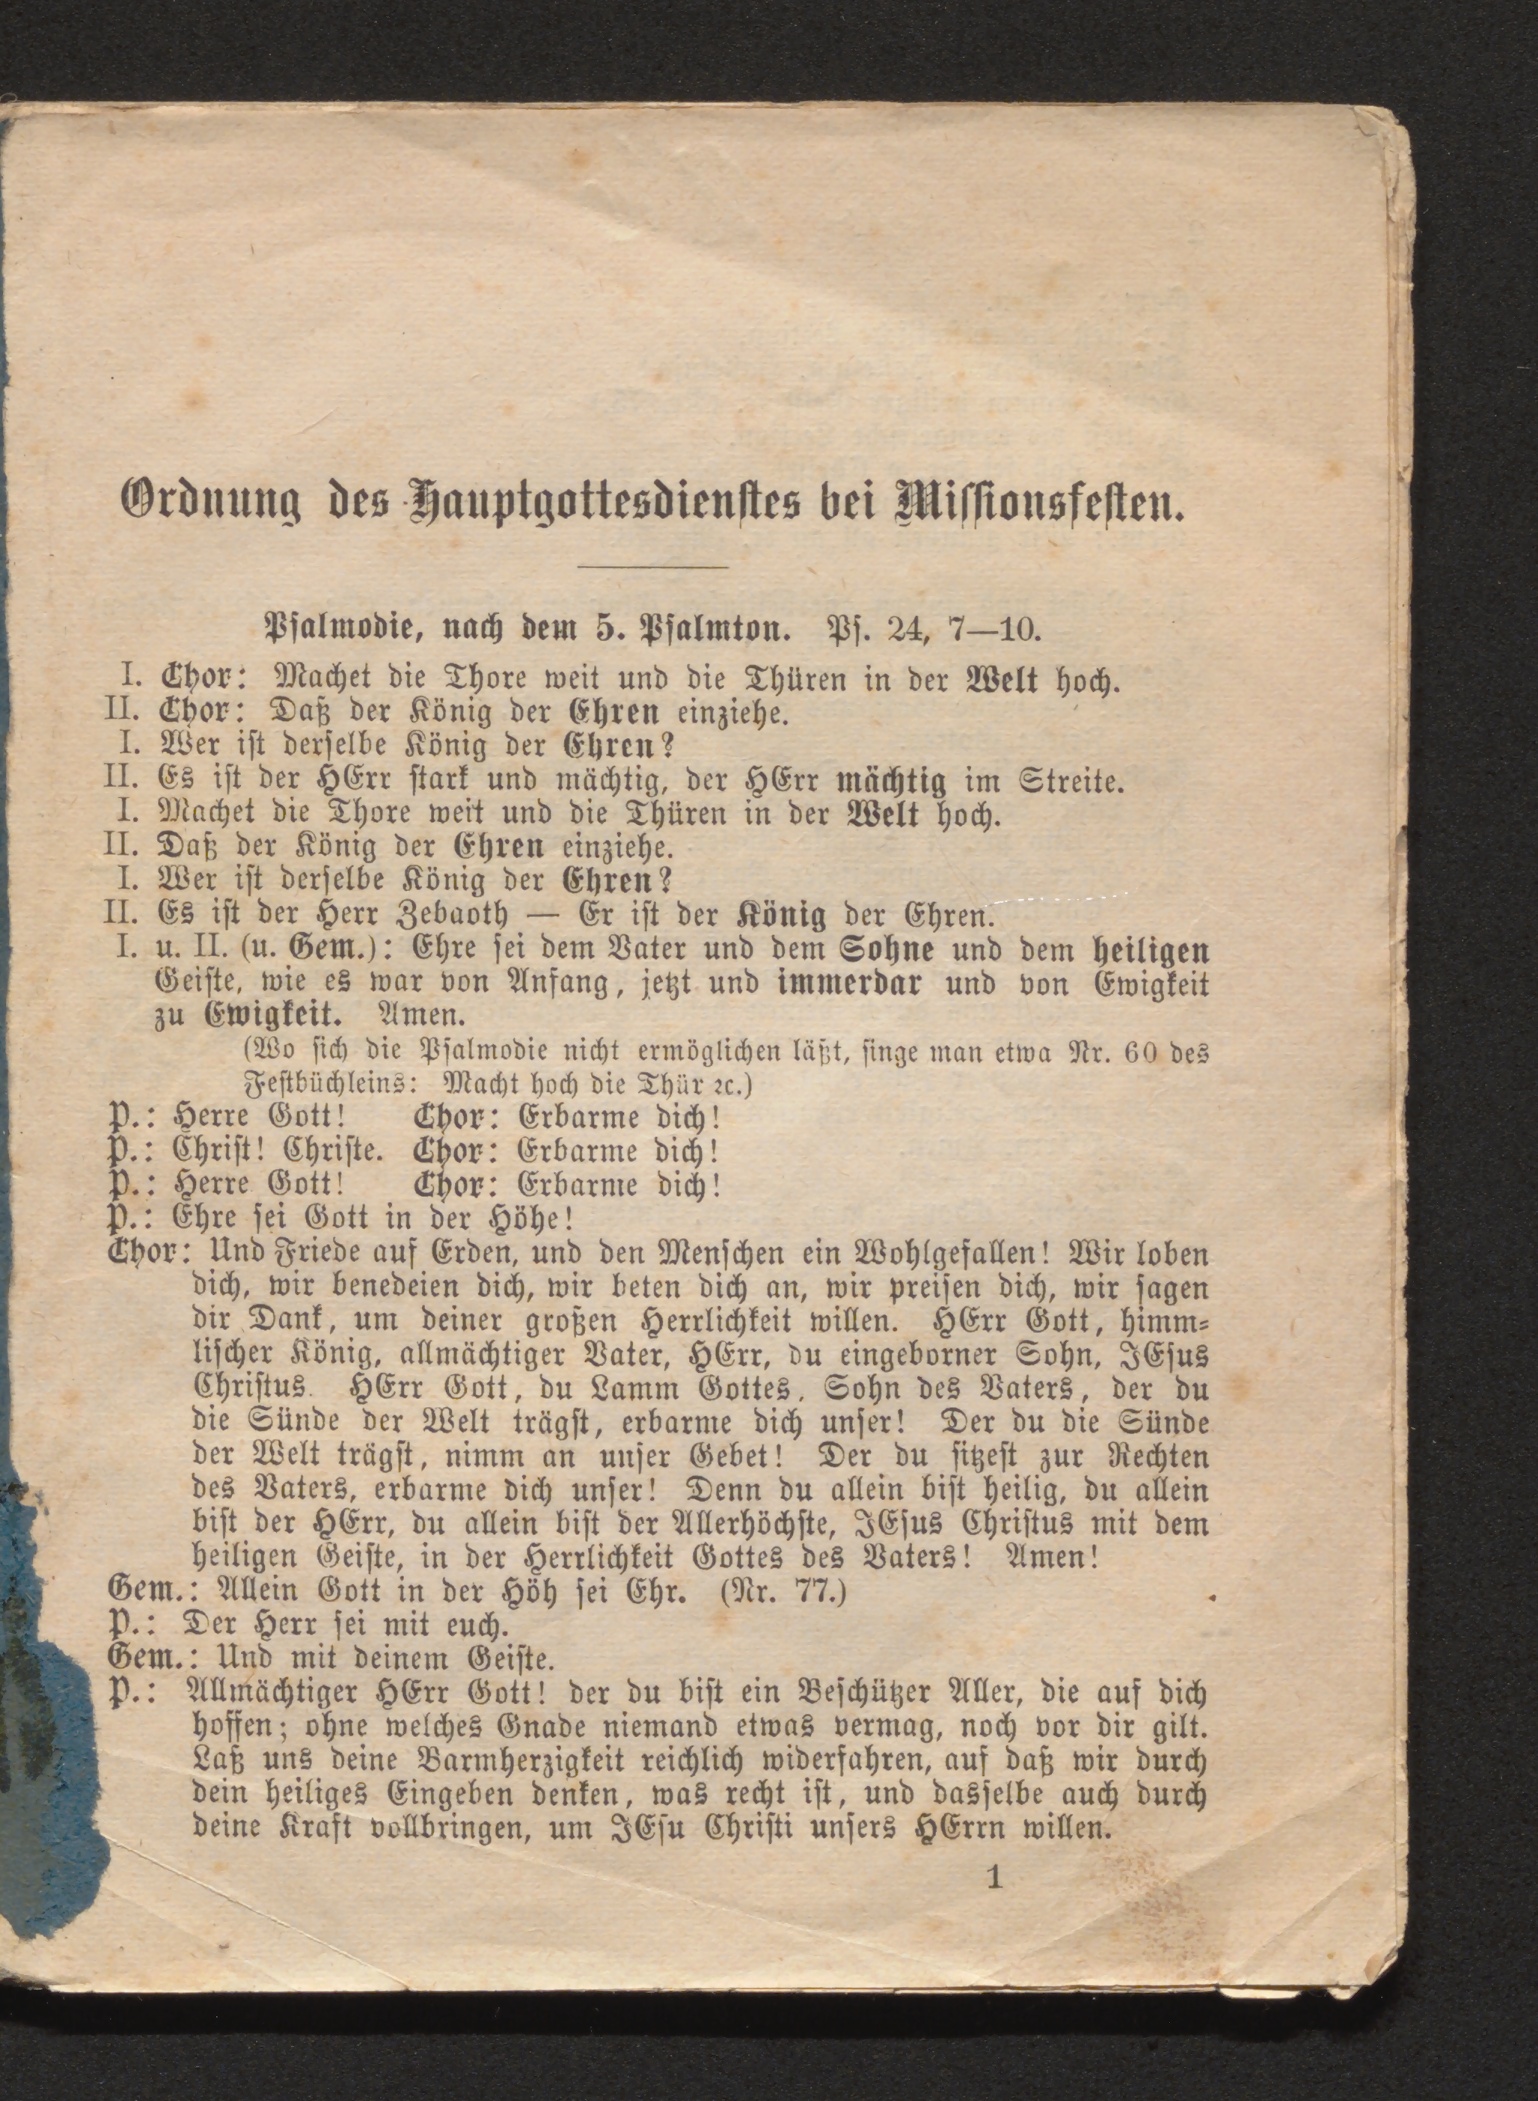 Ordnung des Hauptgottesdienstes bei Missionsfesten.
Psalmodie, nach dem 5. Psalmton. Ps. 24, 7—10.
I. Chor: Machet die Thore weit und die Thüren in der Welt hoch.
II. Chor: Daß der König der Ehren einziehe.
I. Wer ist derselbe König der Ehren?
II. Es ist der HErr stark und mächtig, der HErr mächtig im Streite.
I. Machet die Thore weit und die Thüren in der Welt hoch.
II. Daß der König der Ehren einziehe.
I. Wer ist derselbe König der Ehren?
II. Es ist der Herr Zebaoth — Er ist der König der Ehren.
I. u. II. (u. Gem.): Ehre sei dem Vater und dem Sohne und dem heiligen
Geiste, wie es war von Anfang, jetzt und immerdar und von Ewigkeit
zu Ewigkeit. Amen.
(Wo sich die Psalmodie nicht ermöglichen läßt, singe man etwa Nr. 60 des
Festbüchleins: Macht hoch die Thür ꝛc.)
P.: Herre Gott! Chor: Erbarme dich!
P.: Christ! Christe. Chor: Erbarme dich!
P.: Herre Gott! Chor: Erbarme dich!
P.: Ehre sei Gott in der Höhe!
Chor: Und Friede auf Erden, und den Menschen ein Wohlgefallen! Wir loben
dich, wir benedeien dich, wir beten dich an, wir preisen dich, wir sagen
dir Dank, um deiner großen Herrlichkeit willen. HErr Gott, himm-
lischer König, allmächtiger Vater, HErr, du eingeborner Sohn, JEsus
Christus. HErr Gott, du Lamm Gottes, Sohn des Vaters, der du
die Sünde der Welt trägst, erbarme dich unser! Der du die Sünde
der Welt trägst, nimm an unser Gebet! Der du sitzest zur Rechten
des Vaters, erbarme dich unser! Denn du allein bist heilig, du allein
bist der HErr, du allein bist der Allerhöchste, JEsus Christus mit dem
heiligen Geiste, in der Herrlichkeit Gottes des Vaters! Amen!
Gem.: Allein Gott in der Höh sei Ehr. (Nr. 77.)
P.: Der Herr sei mit euch.
Gem.: Und mit deinem Geiste.
P.: Allmächtiger HErr Gott! der du bist ein Beschützer Aller, die auf dich
hoffen; ohne welches Gnade niemand etwas vermag, noch vor dir gilt.
Laß uns deine Barmherzigkeit reichlich widerfahren, auf daß wir durch
dein heiliges Eingeben denken, was recht ist, und dasselbe auch durch
deine Kraft vollbringen, um JEsu Christi unsers HErrn willen.
1